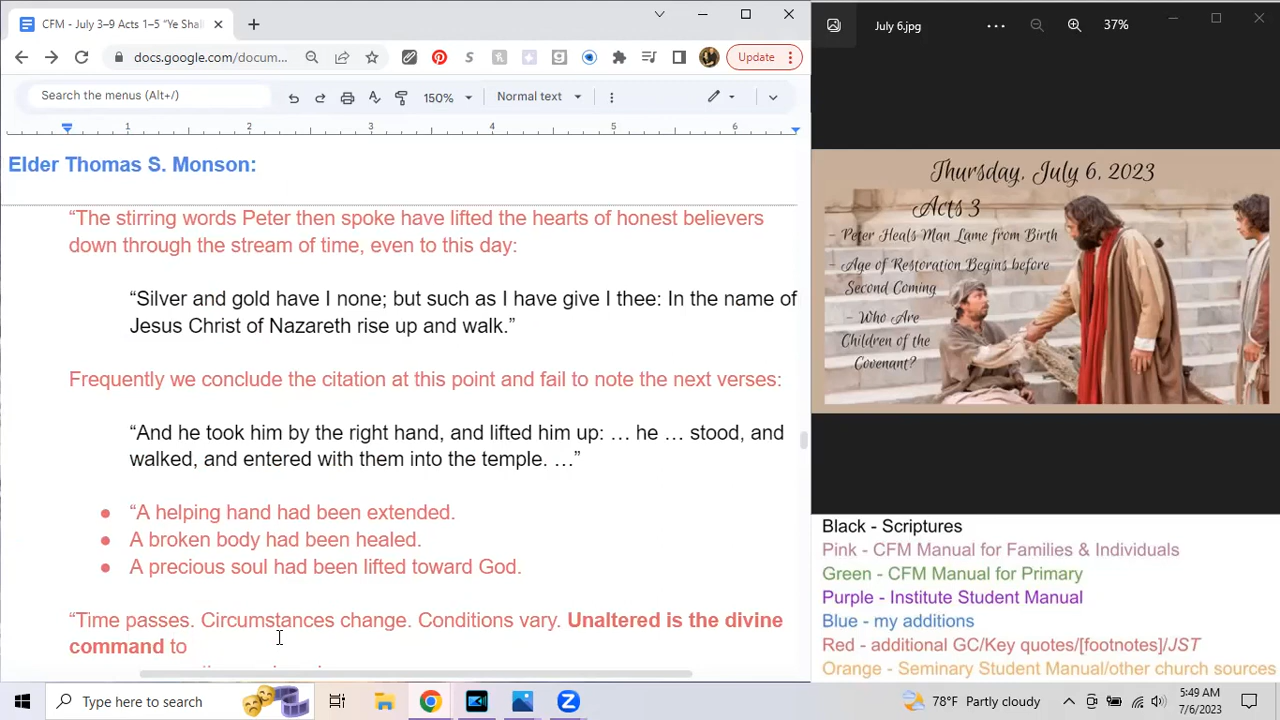 CFM - July 3–9 Acts 1–5 “Ye Shal
docs.google.com/docum...
Update
Search the menus (Alt+/)
150%
Normal text
1 2 3 4 5 6
Elder Thomas S. Monson:
“The stirring words Peter then spoke have lifted the hearts of honest believers
down through the stream of time, even to this day:
“Silver and gold have I none; but such as I have give I thee: In the name of
Jesus Christ of Nazareth rise up and walk.”
Frequently we conclude the citation at this point and fail to note the next verses:
“And he took him by the right hand, and lifted him up: … he … stood, and
walked, and entered with them into the temple. …”
● “A helping hand had been extended.
● A broken body had been healed.
● A precious soul had been lifted toward God.
“Time passes. Circumstances change. Conditions vary. Unaltered is the divine
command to
July 6.jpg
37%
Thursday, July 6, 2023
Acts 3
- Peter Heals Man Lame from Birth
- Age of Restoration Begins before
Second Coming
- Who Are
Children of the
Covenant?
Black - Scriptures
Pink - CFM Manual for Families & Individuals
Green - CFM Manual for Primary
Purple - Institute Student Manual
Blue - my additions
Red - additional GC/Key quotes/[footnotes]/JST
Orange - Seminary Student Manual/other church sources
Type here to search
78°F Partly cloudy
5:49 AM
7/6/2023